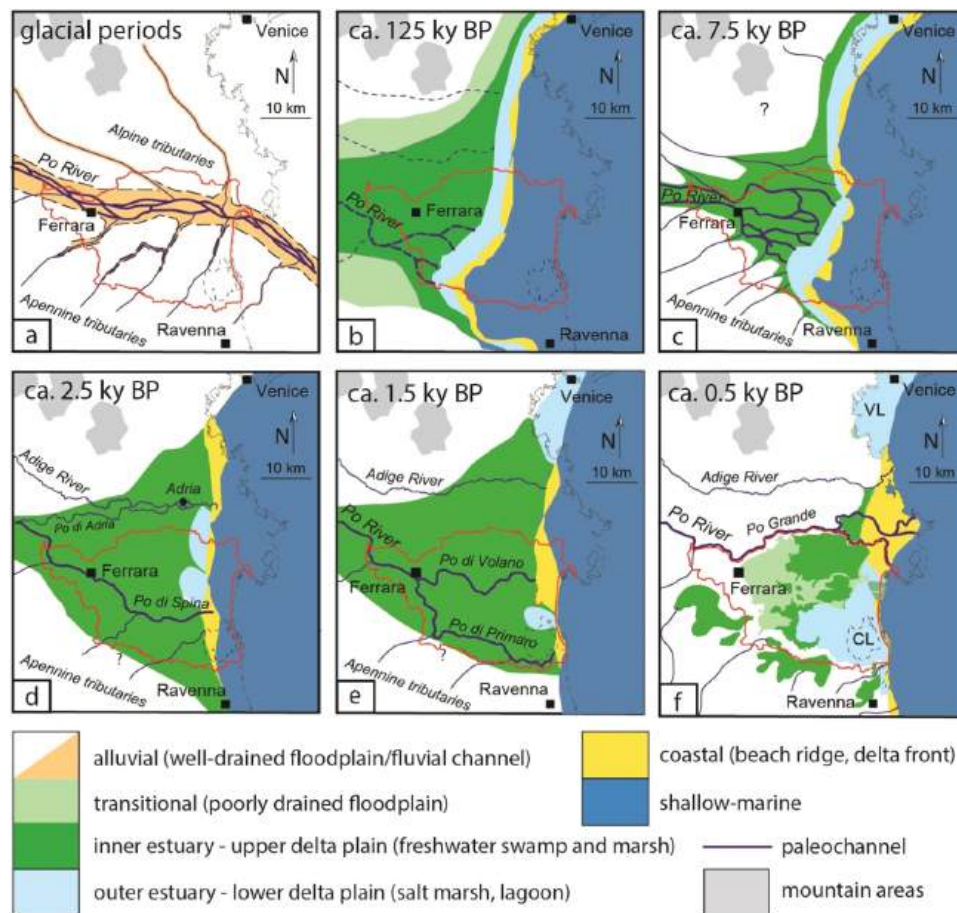 glacial periods
Venice
N
10 km
Alpine tributaries
Po River
Ferrara
Apennine tributaries
Ravenna
a
ca. 125 ky BP
Venice
N
10 km
Po River
Ferrara
Ravenna
b
ca. 7.5 ky BP
Venice
N
10 km
?
Po River
Ferrara
Apennine tributaries
Ravenna
c
ca. 2.5 ky BP
Venice
N
10 km
Adige River
Adria
Po di Adria
Ferrara
Po di Spina
?
Apennine tributaries
Ravenna
d
ca. 1.5 ky BP
Venice
N
10 km
Adige River
Po River
Po di Volano
Ferrara
Po di Primaro
?
Apennine tributaries
Ravenna
e
ca. 0.5 ky BP
Venice
VL
N
10 km
Adige River
Po River
Po Grande
Ferrara
CL
Ravenna
f
alluvial (well-drained floodplain/fluvial channel)
transitional (poorly drained floodplain)
inner estuary - upper delta plain (freshwater swamp and marsh)
outer estuary - lower delta plain (salt marsh, lagoon)
coastal (beach ridge, delta front)
shallow-marine
paleochannel
mountain areas